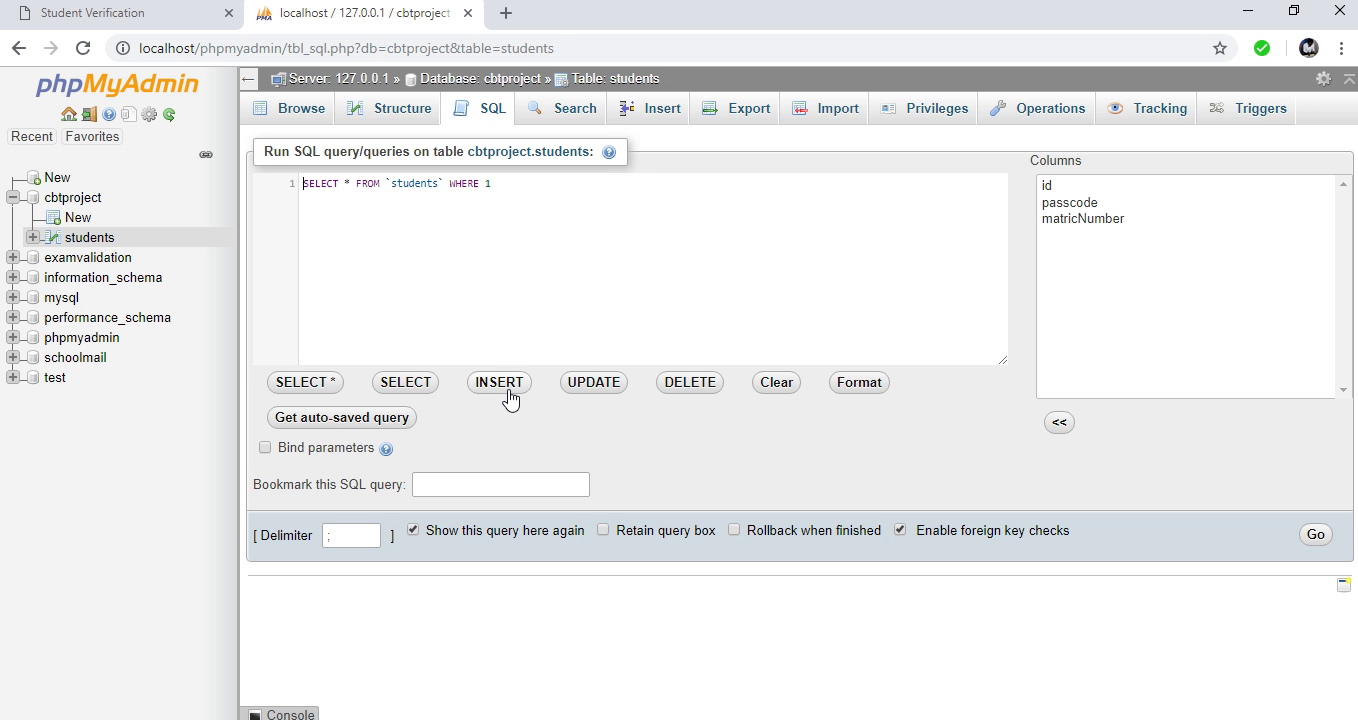 Student Verification
localhost / 127.0.0.1 / cbtproject
localhost/phpmyadmin/tbl_sql.php?db=cbtproject&table=students
phpMyAdmin
Recent Favorites
New
cbtproject
New
students
examvalidation
information_schema
mysql
performance_schema
phpmyadmin
schoolmail
test
Server: 127.0.0.1 » Database: cbtproject » Table: students
Browse Structure SQL Search Insert Export Import Privileges Operations Tracking Triggers
Run SQL query/queries on table cbtproject.students:
1 SELECT * FROM `students` WHERE 1
Columns
id
passcode
matricNumber
SELECT * SELECT INSERT UPDATE DELETE Clear Format
<<
Get auto-saved query
Bind parameters
Bookmark this SQL query:
[ Delimiter ; ] Show this query here again Retain query box Rollback when finished Enable foreign key checks Go
Console